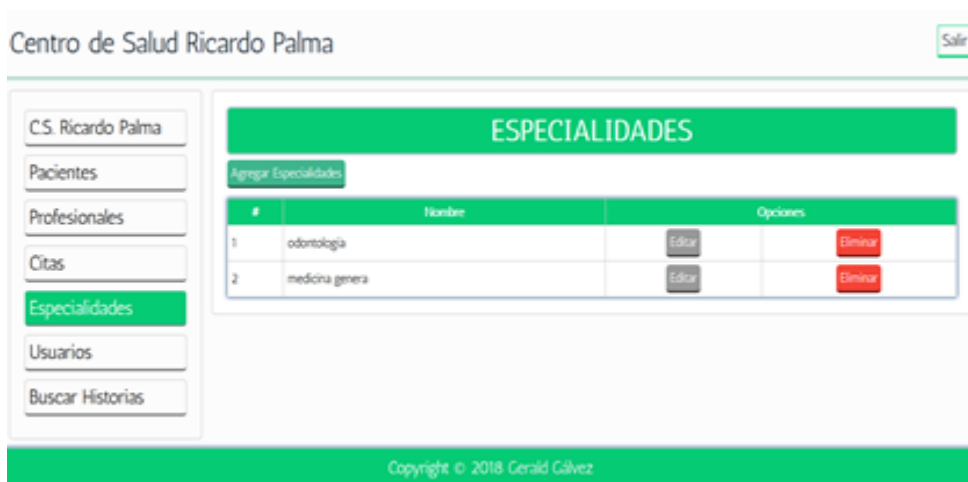 Centro de Salud Ricardo Palma
Salir
C.S. Ricardo Palma
Pacientes
Profesionales
Citas
Especialidades
Usuarios
Buscar Historias
ESPECIALIDADES
Agregar Especialidades
# Nombre Opciones
1 odontología Editar Eliminar
2 medicina genera Editar Eliminar
Copyright © 2018 Gerald Gálvez